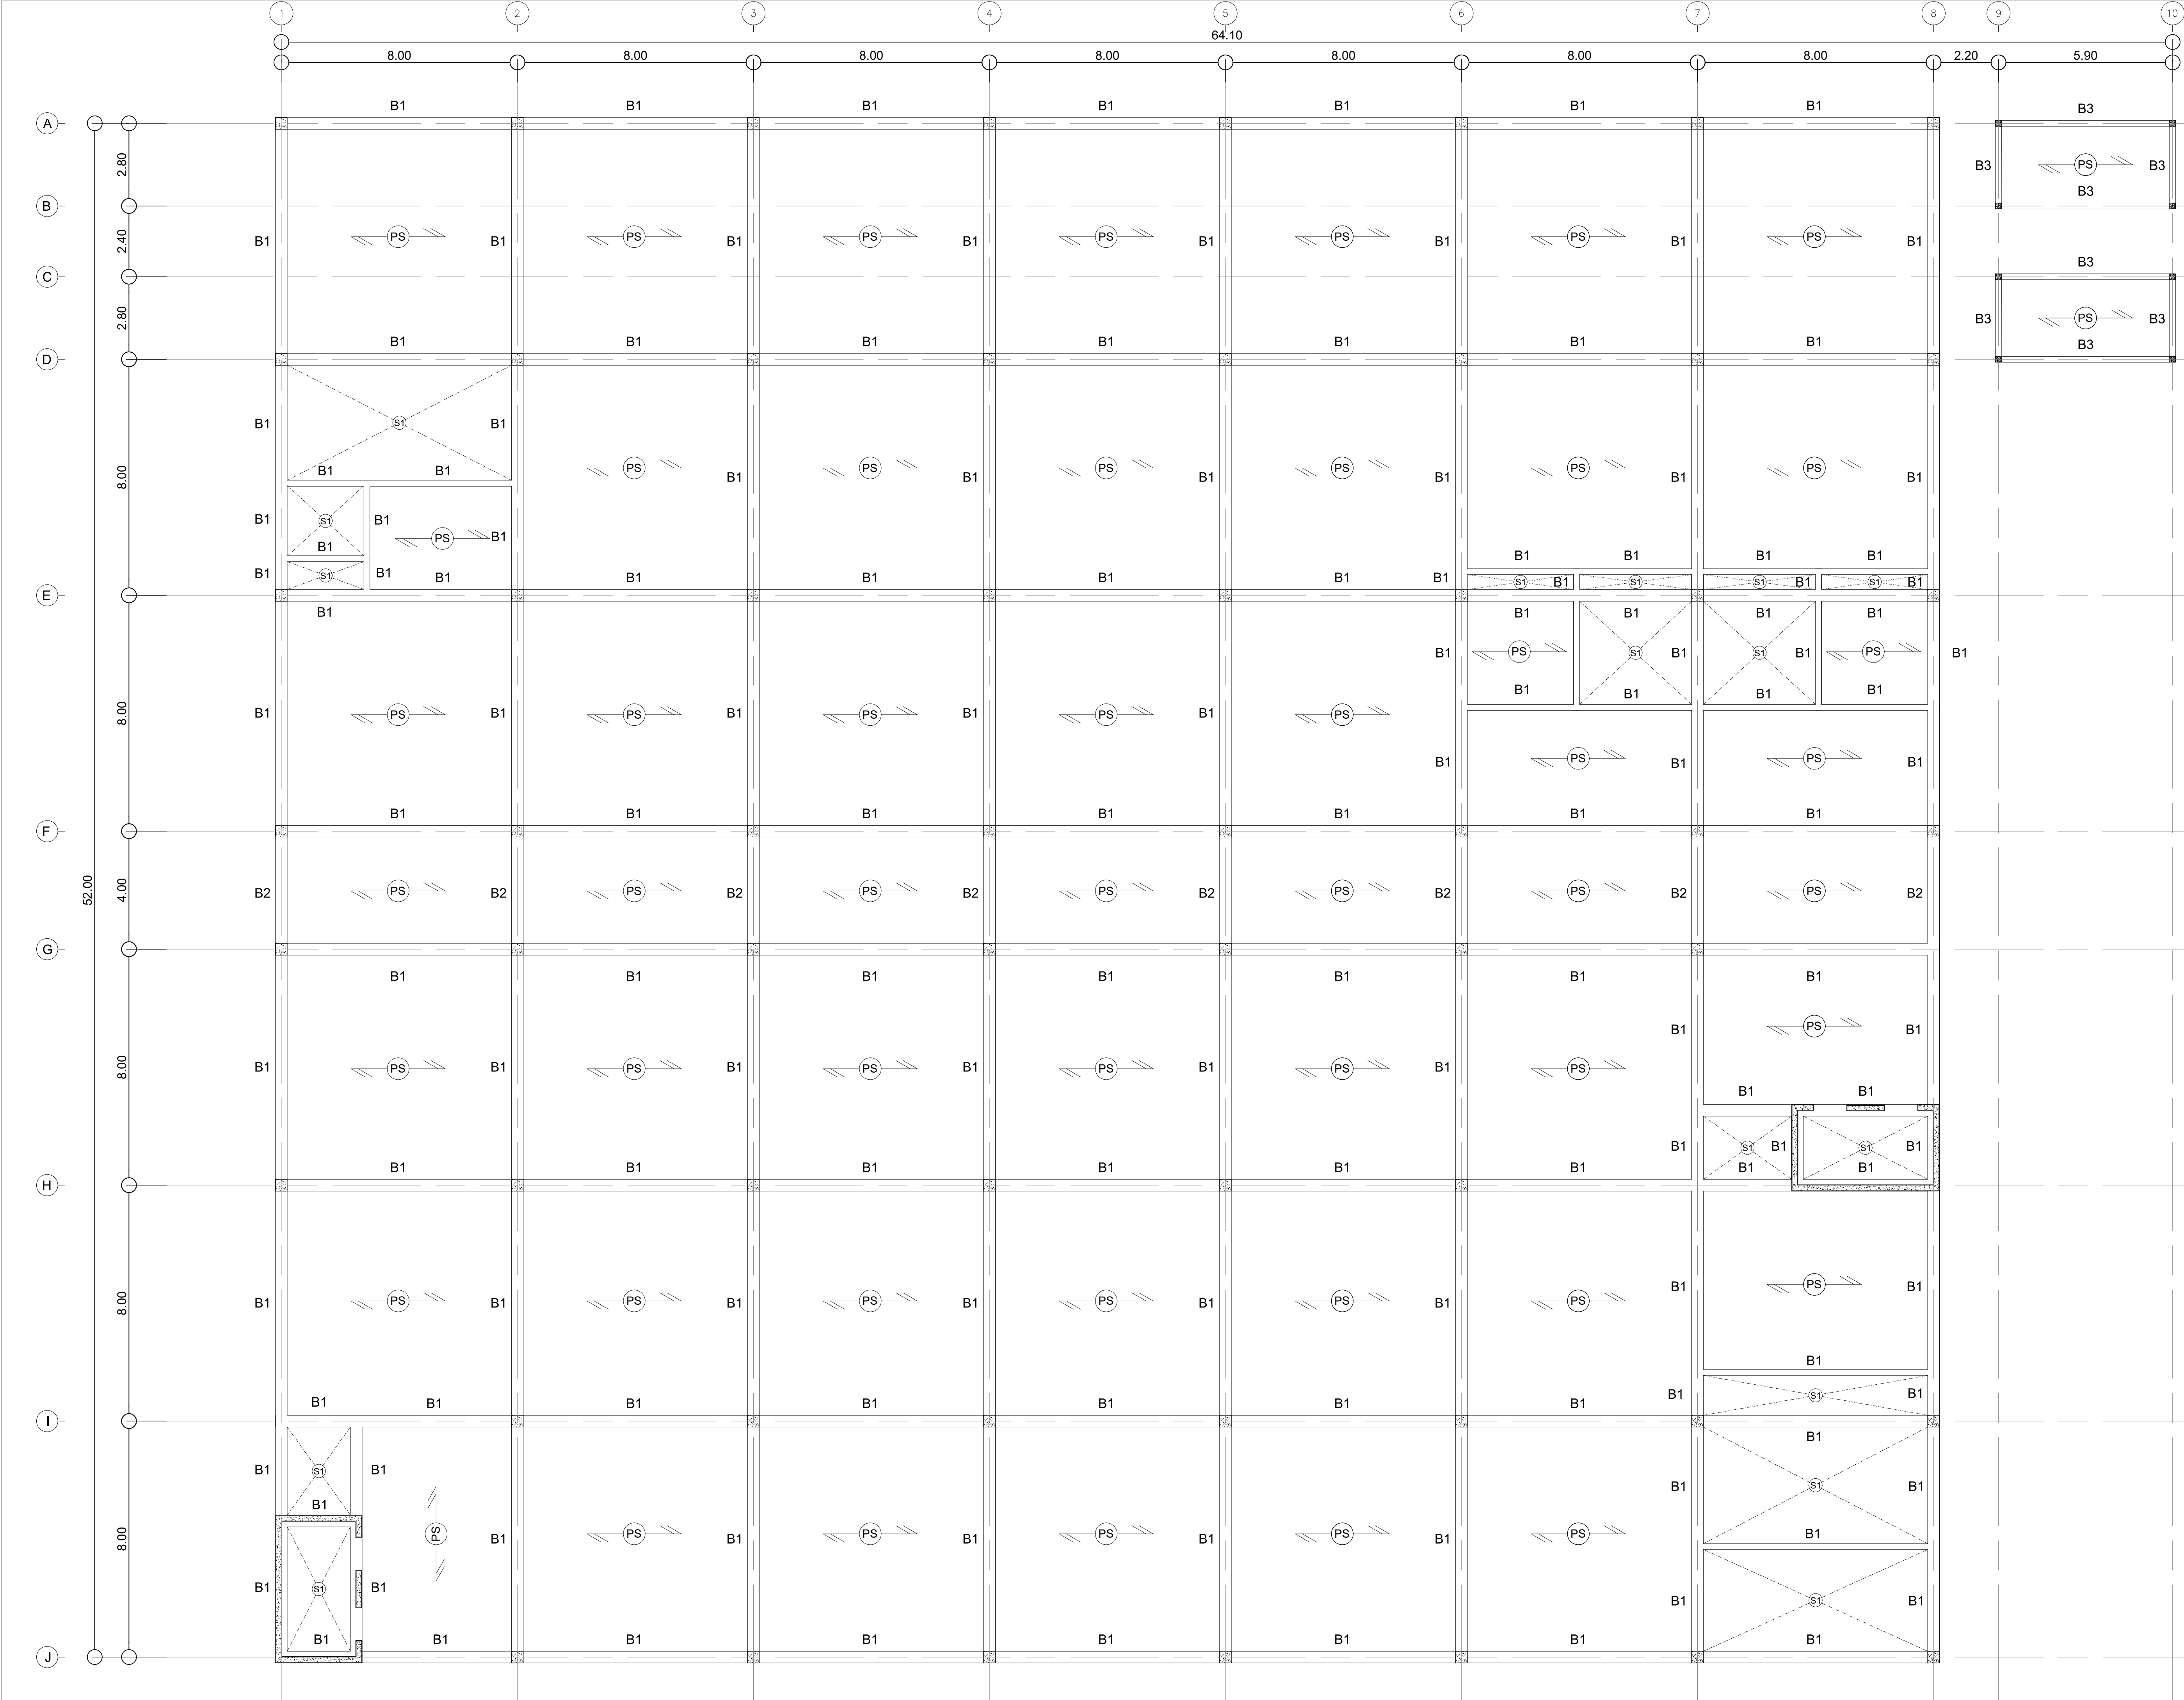 1 2 3 4 5 6 7 8 9 10
64.10
8.00 8.00 8.00 8.00 8.00 8.00 8.00 2.20 5.90
B1 B1 B1 B1 B1 B1 B1 B3
A
2.80 B3 PS B3
B3
B
2.40 B1 PS B1 PS B1 PS B1 PS B1 PS B1 PS B1 PS B1
B3
C
2.80 B3 PS B3
B1 B1 B1 B1 B1 B1 B1 B3
D
B1 S1 B1
8.00 B1 B1 PS B1 PS B1 PS B1 PS B1 PS B1 PS B1
B1 S1 B1 PS B1
B1 B1 B1 B1 B1
B1 S1 B1 B1 B1 B1 B1 B1 B1 S1 B1 S1 S1 B1 S1 B1
E
B1 B1 B1 B1 B1
B1 PS S1 B1 S1 B1 PS B1
B1 B1 B1 B1
8.00 B1 PS B1 PS B1 PS B1 PS B1 PS
B1 PS B1 PS B1
B1 B1 B1 B1 B1 B1 B1
F
52.00 4.00 B2 PS B2 PS B2 PS B2 PS B2 PS B2 PS B2 PS B2
G
B1 B1 B1 B1 B1 B1 B1
B1 PS B1
8.00 B1 PS B1 PS B1 PS B1 PS B1 PS B1 PS
B1 B1
B1 S1 B1 S1 B1
B1 B1 B1 B1 B1 B1 B1 B1
H
B1 PS B1
8.00 B1 PS B1 PS B1 PS B1 PS B1 PS B1 PS
B1
B1 S1 B1
B1 B1 B1 B1 B1 B1 B1
I
B1
B1 S1 B1 B1 S1 B1
B1
8.00 PS B1 PS B1 PS B1 PS B1 PS B1 PS B1
B1 S1 B1 B1 S1 B1
B1 B1 B1 B1 B1 B1 B1 B1
J